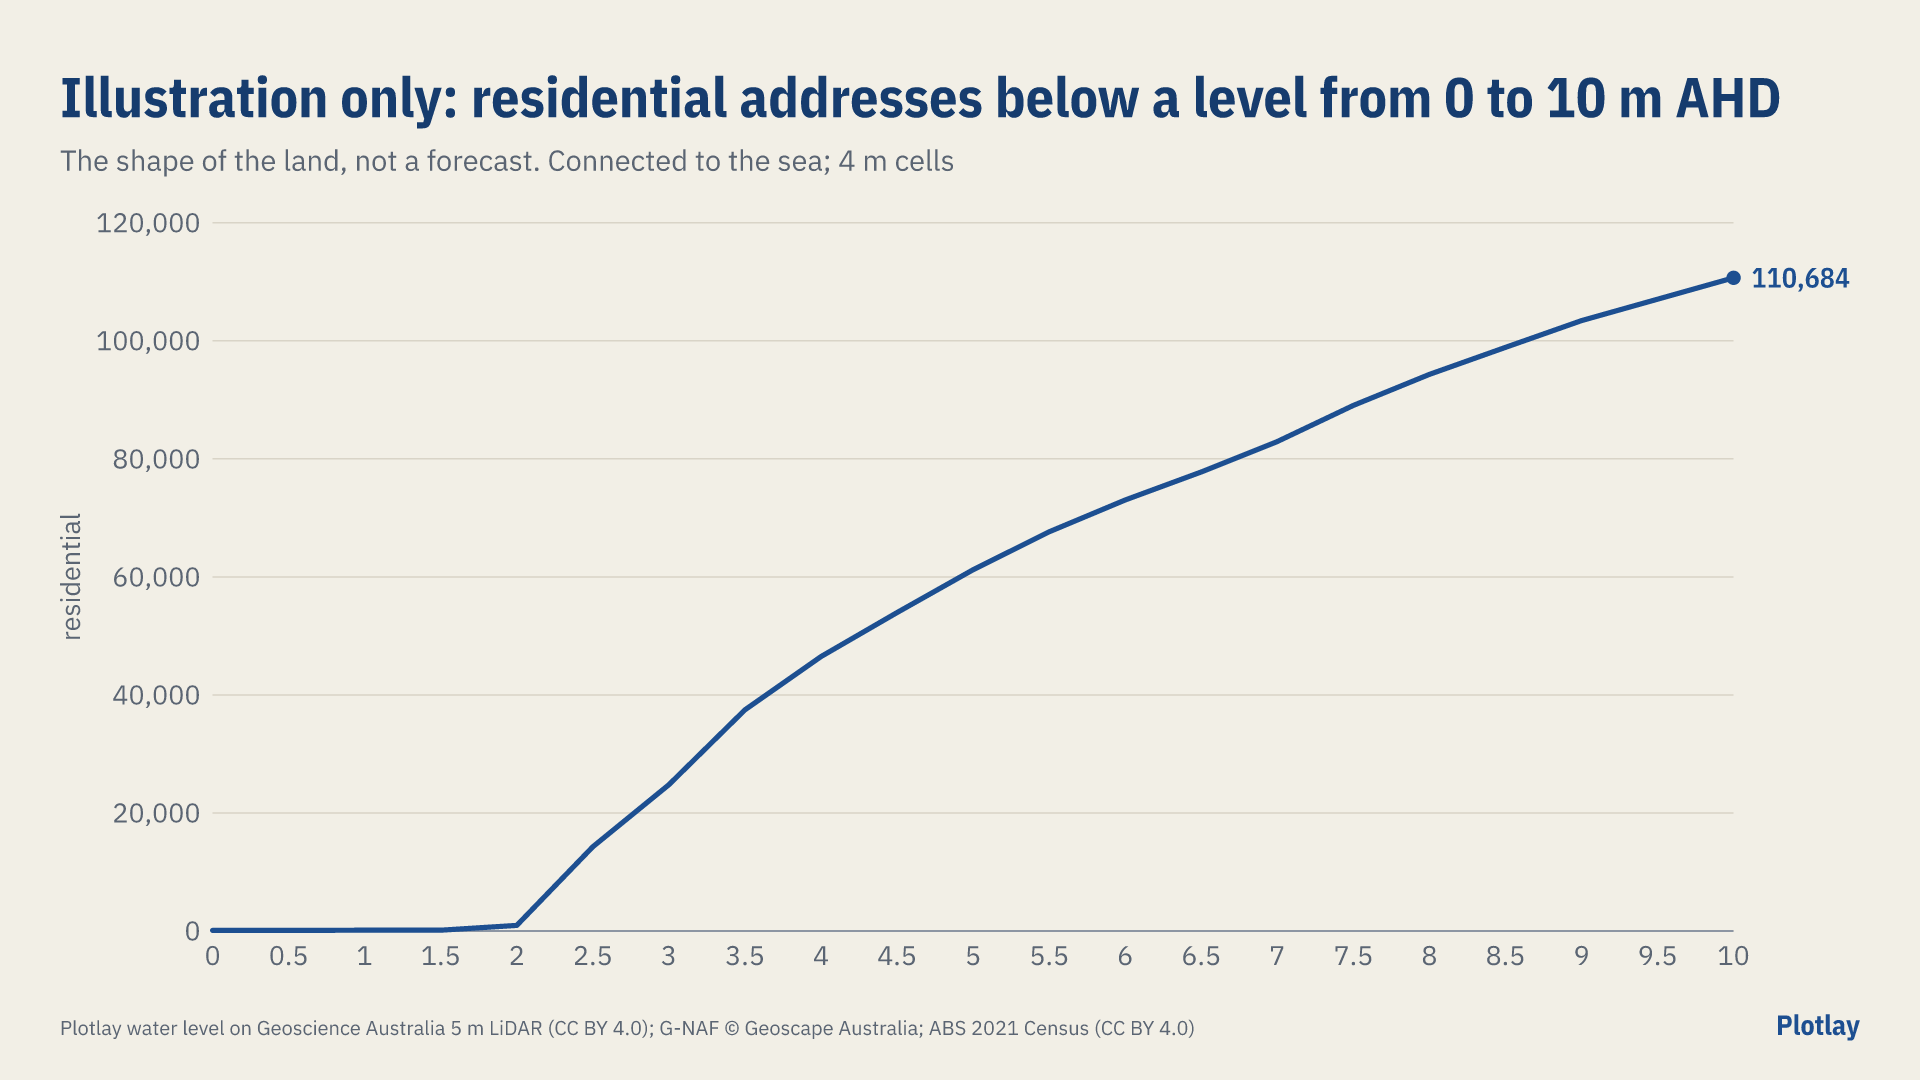 Illustration only: residential addresses below a level from 0 to 10 m AHD
The shape of the land, not a forecast. Connected to the sea; 4 m cells
120,000
100,000
80,000
60,000
40,000
20,000
0
residential
110,684
0 0.5 1 1.5 2 2.5 3 3.5 4 4.5 5 5.5 6 6.5 7 7.5 8 8.5 9 9.5 10
Plotlay water level on Geoscience Australia 5 m LiDAR (CC BY 4.0); G-NAF © Geoscape Australia; ABS 2021 Census (CC BY 4.0)
Plotlay